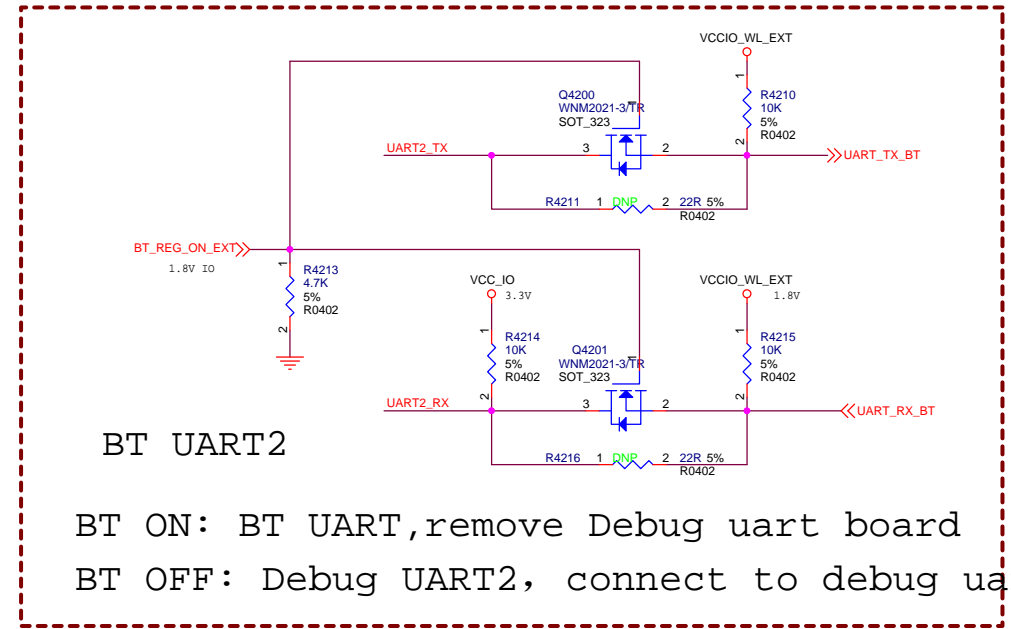 VCCIO_WL_EXT
1
Q4200
WNM2021-3/TR
SOT_323
1
R4210
10K
5%
R0402
2
UART2_TX
3
2
UART_TX_BT
R4211
1
DNP
2
22R 5%
R0402
BT_REG_ON_EXT
1.8V IO
1
R4213
4.7K
5%
R0402
2
VCC_IO
3.3V
VCCIO_WL_EXT
1.8V
1
R4214
10K
5%
R0402
2
Q4201
WNM2021-3/TR
SOT_323
1
1
R4215
10K
5%
R0402
2
UART2_RX
3
2
UART_RX_BT
R4216
1
DNP
2
22R 5%
R0402
BT UART2
BT ON: BT UART,remove Debug uart board
BT OFF: Debug UART2, connect to debug ua